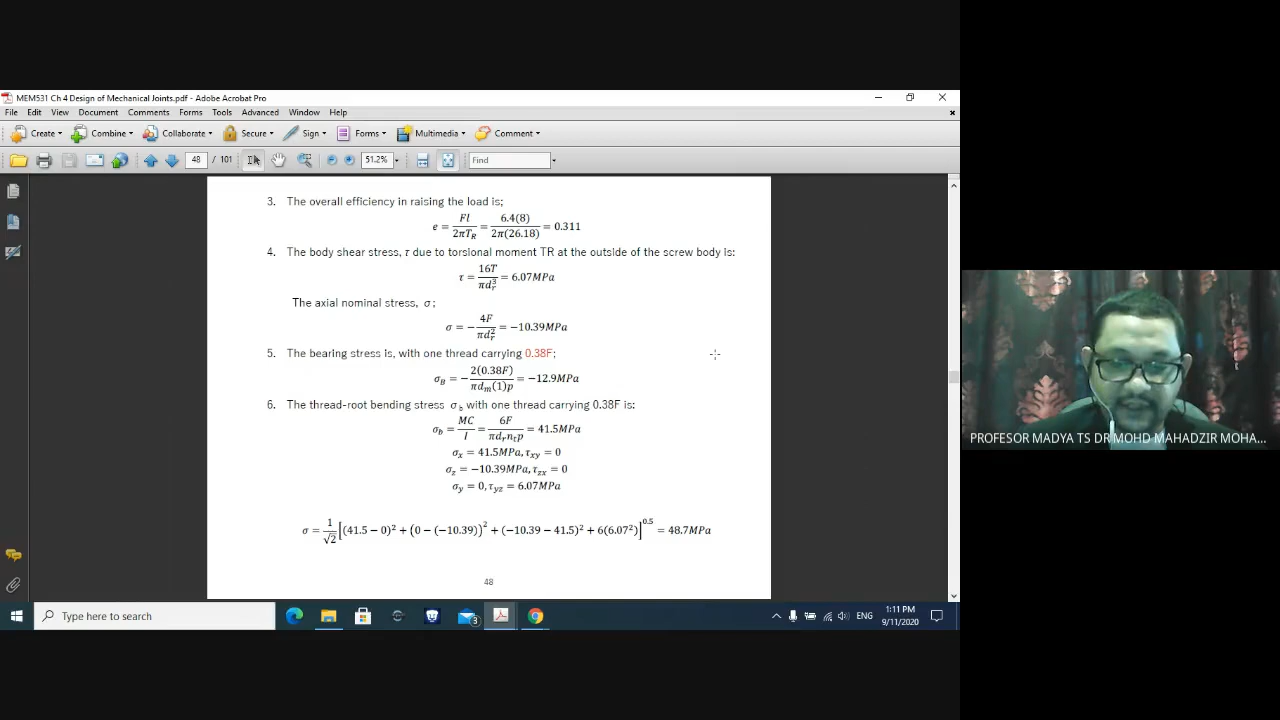 MEM531 Ch 4 Design of Mechanical Joints.pdf - Adobe Acrobat Pro
File Edit View Document Comments Forms Tools Advanced Window Help
Create Combine Collaborate Secure Sign Forms Multimedia Comment
48 / 101 51.2% Find
3. The overall efficiency in raising the load is;
e = Fl / 2πT_R = 6.4(8) / 2π(26.18) = 0.311
4. The body shear stress, τ due to torsional moment TR at the outside of the screw body is:
τ = 16T / πd_r^3 = 6.07MPa
The axial nominal stress, σ;
σ = − 4F / πd_r^2 = −10.39MPa
5. The bearing stress is, with one thread carrying 0.38F;
σ_B = − 2(0.38F) / πd_m(1)p = −12.9MPa
6. The thread-root bending stress σ_b with one thread carrying 0.38F is:
σ_b = MC / I = 6F / πd_r n_t p = 41.5MPa
σ_x = 41.5MPa, τ_xy = 0
σ_z = −10.39MPa, τ_zx = 0
σ_y = 0, τ_yz = 6.07MPa
σ = 1/√2 [(41.5 − 0)^2 + (0 − (−10.39))^2 + (−10.39 − 41.5)^2 + 6(6.07^2)]^0.5 = 48.7MPa
48
PROFESOR MADYA TS DR MOHD MAHADZIR MOHA...
Type here to search
3
ENG
1:11 PM
9/11/2020